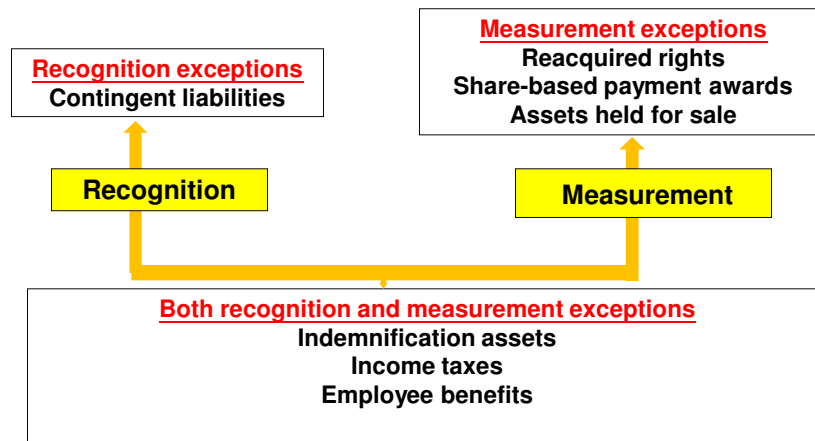 Recognition exceptions
Contingent liabilities
Measurement exceptions
Reacquired rights
Share-based payment awards
Assets held for sale
Recognition
Measurement
Both recognition and measurement exceptions
Indemnification assets
Income taxes
Employee benefits